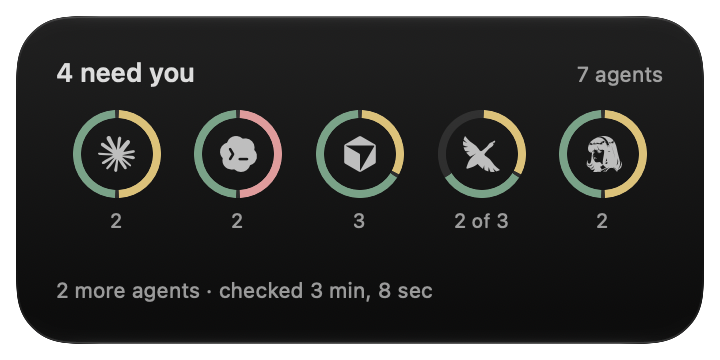 4 need you
7 agents
2
2
3
2 of 3
2
2 more agents · checked 3 min, 8 sec